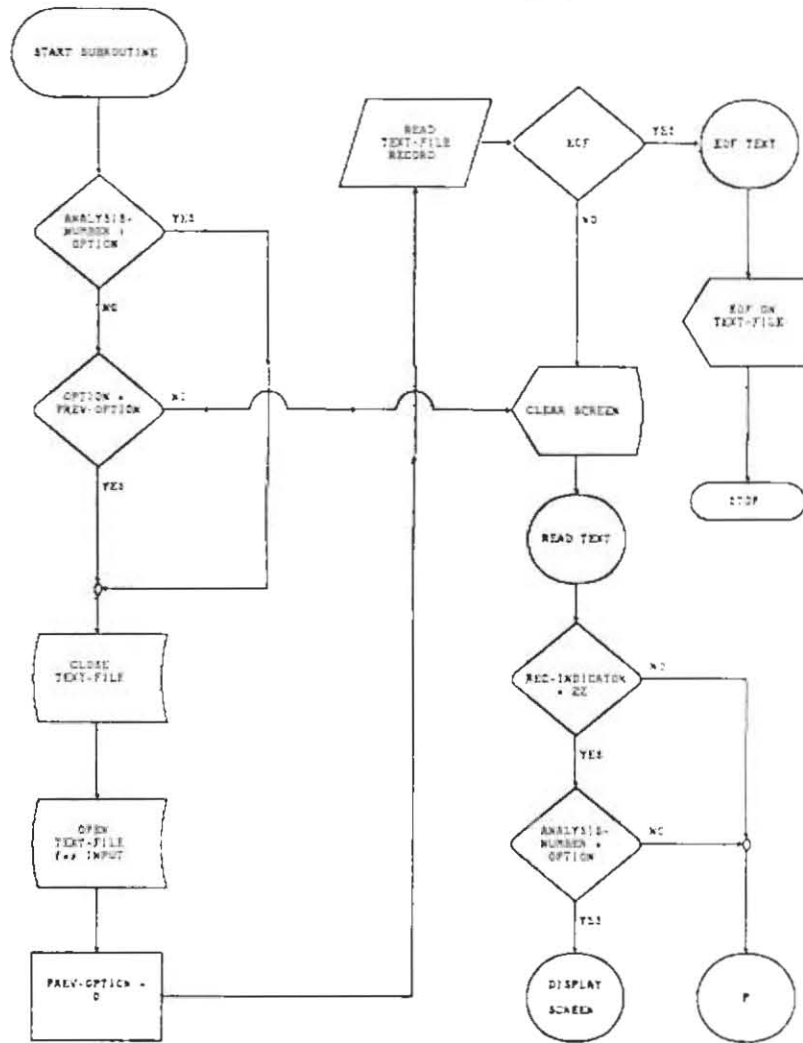 START SUBROUTINE
ANALYSIS-
NUMBER
OPTION
YES
NO
OPTION =
PREV-OPTION
NO
YES
CLOSE
TEXT-FILE
OPEN
TEXT-FILE
for INPUT
PREV-OPTION =
0
READ
TEXT-FILE
RECORD
EOF
YES
NO
EOF TEXT
EOF ON
TEXT-FILE
STOP
CLEAR SCREEN
READ TEXT
REC-INDICATOR
= ZZ
NO
YES
ANALYSIS-
NUMBER =
OPTION
NO
YES
DISPLAY
SCREEN